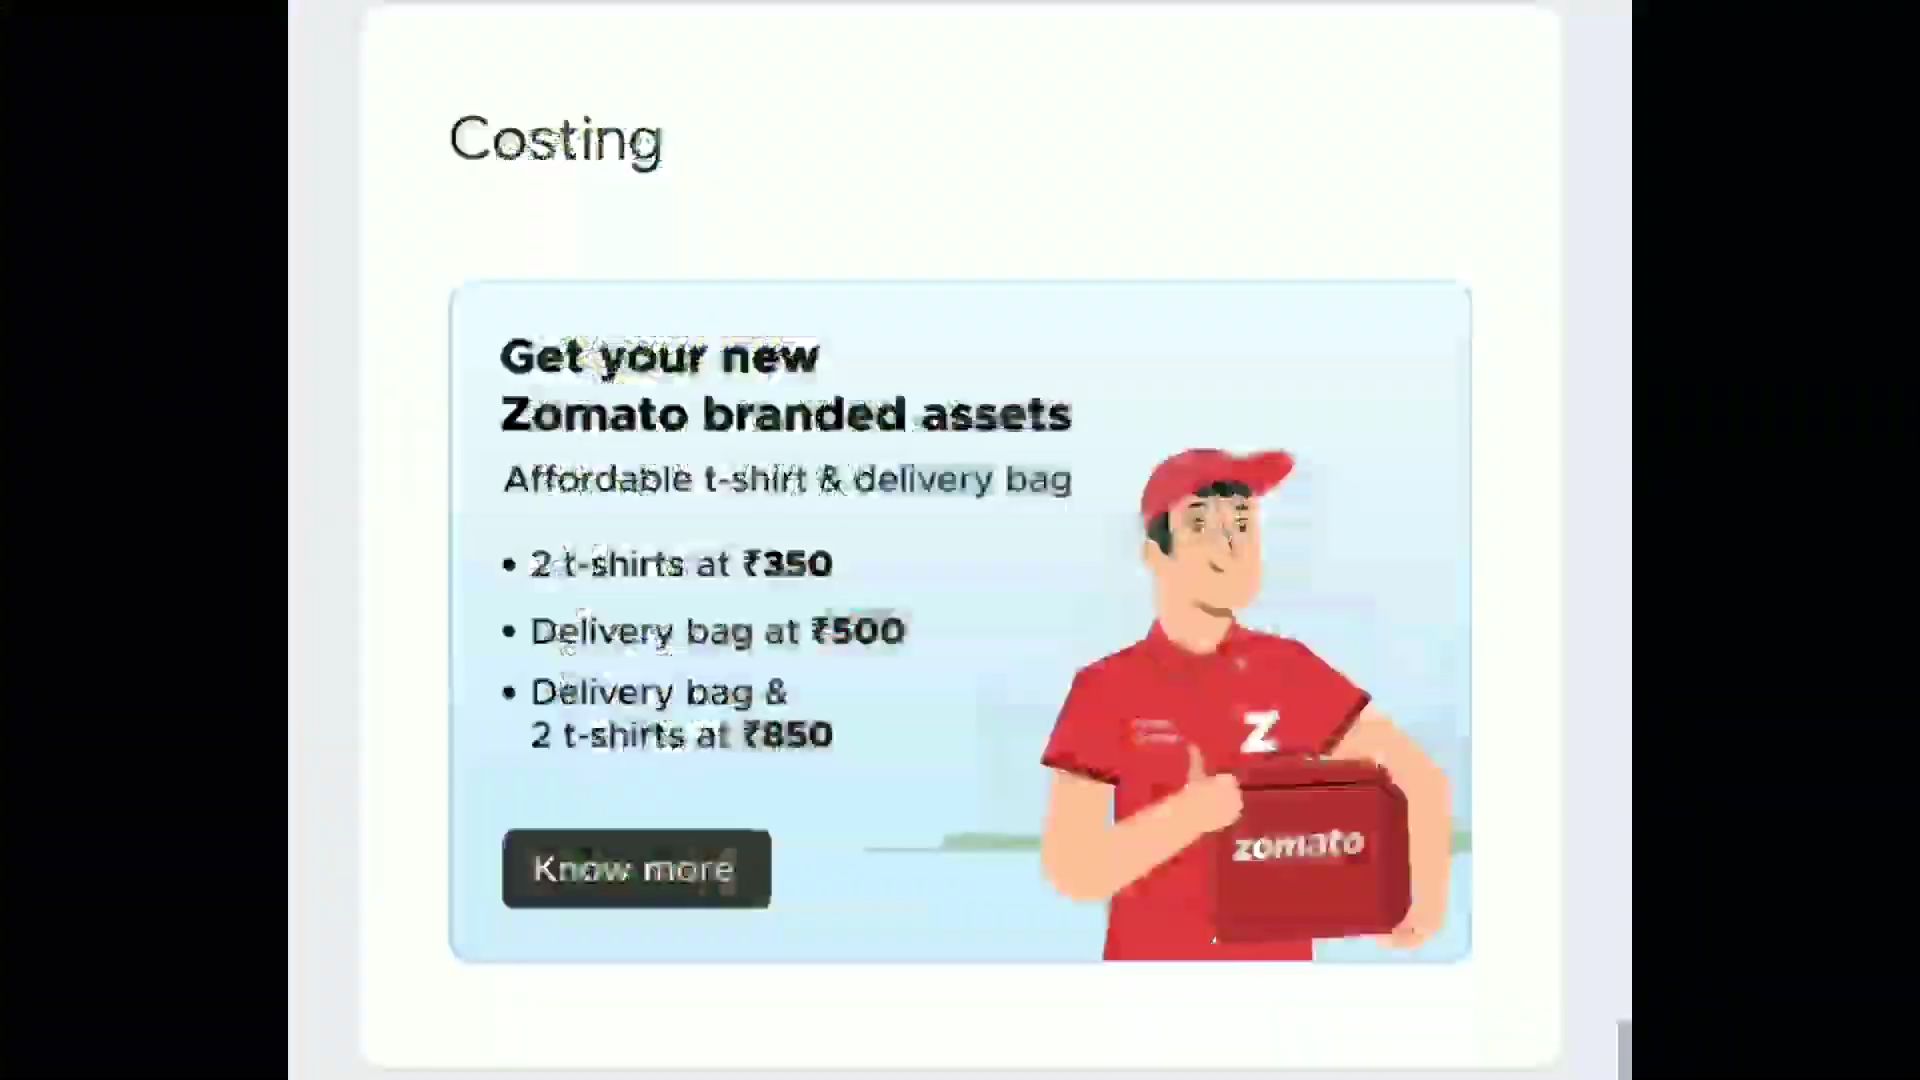 Costing
Get your new
Zomato branded assets
Affordable t-shirt & delivery bag
• 2 t-shirts at ₹350
• Delivery bag at ₹500
• Delivery bag &
2 t-shirts at ₹850
Know more
Z
zomato